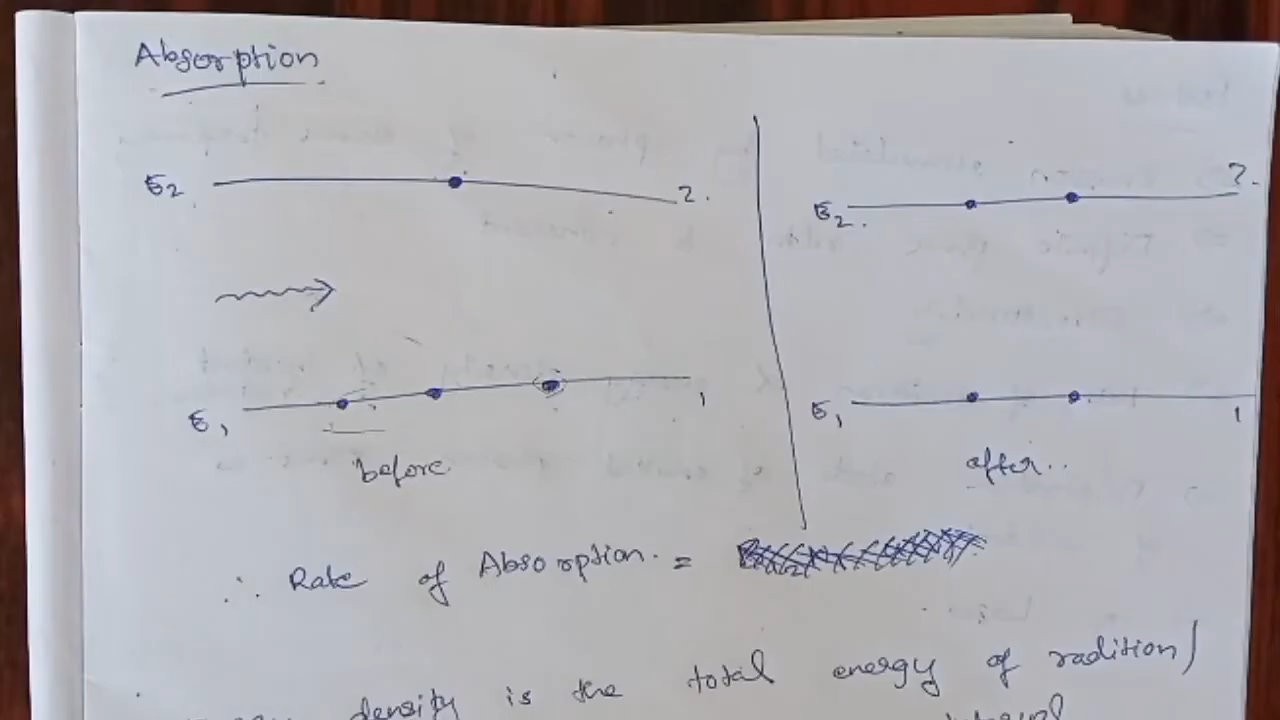 Absorption
E2 2.
E1 1
before
E2. 2.
E1 1
after..
∴ Rate of Absorption. =
density is the total energy of radition/